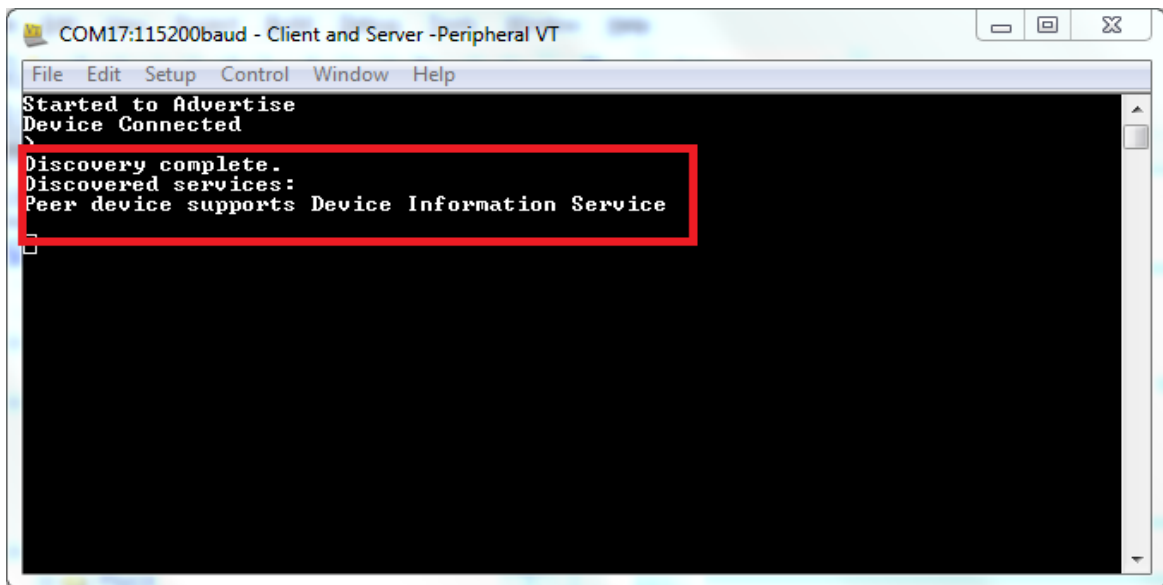 COM17:115200baud - Client and Server -Peripheral VT
File Edit Setup Control Window Help
Started to Advertise
Device Connected
>
Discovery complete.
Discovered services:
Peer device supports Device Information Service